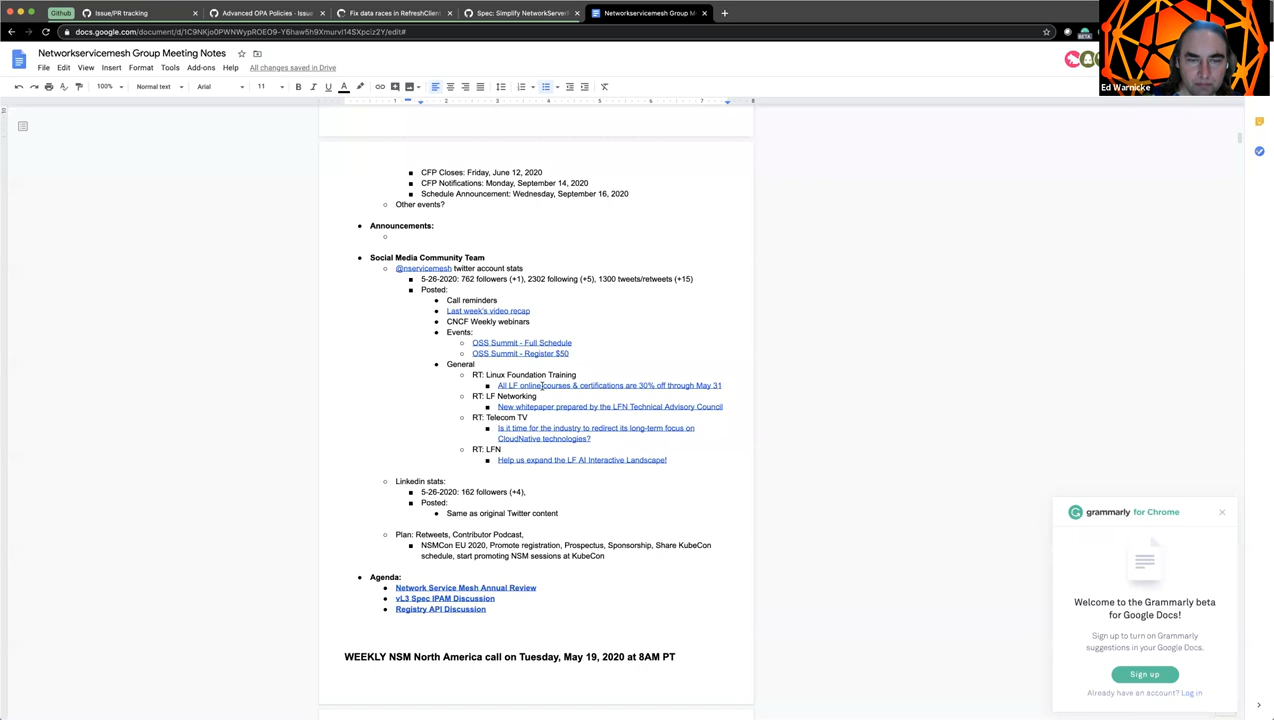 Github
Issue/PR tracking
Advanced OPA Policies - Issue
Fix data races in RefreshClient
Spec: Simplify NetworkServer
Networkservicemesh Group M
docs.google.com/document/d/1C9NKjo0PWNWypROEO9-Y6haw5h9Xmurvl14SXpciz2Y/edit#
BETA
Networkservicemesh Group Meeting Notes
File Edit View Insert Format Tools Add-ons Help All changes saved in Drive
100% Normal text Arial 11
Ed Warnicke
CFP Closes: Friday, June 12, 2020
CFP Notifications: Monday, September 14, 2020
Schedule Announcement: Wednesday, September 16, 2020
Other events?
Announcements:
Social Media Community Team
@nservicemesh twitter account stats
5-26-2020: 762 followers (+1), 2302 following (+5), 1300 tweets/retweets (+15)
Posted:
Call reminders
Last week's video recap
CNCF Weekly webinars
Events:
OSS Summit - Full Schedule
OSS Summit - Register $50
General
RT: Linux Foundation Training
All LF online courses & certifications are 30% off through May 31
RT: LF Networking
New whitepaper prepared by the LFN Technical Advisory Council
RT: Telecom TV
Is it time for the industry to redirect its long-term focus on
CloudNative technologies?
RT: LFN
Help us expand the LF AI Interactive Landscape!
Linkedin stats:
5-26-2020: 162 followers (+4),
Posted:
Same as original Twitter content
Plan: Retweets, Contributor Podcast,
NSMCon EU 2020, Promote registration, Prospectus, Sponsorship, Share KubeCon
schedule, start promoting NSM sessions at KubeCon
Agenda:
Network Service Mesh Annual Review
vL3 Spec IPAM Discussion
Registry API Discussion
WEEKLY NSM North America call on Tuesday, May 19, 2020 at 8AM PT
grammarly for Chrome
Welcome to the Grammarly beta
for Google Docs!
Sign up to turn on Grammarly
suggestions in your Google Docs.
Sign up
Already have an account? Log in